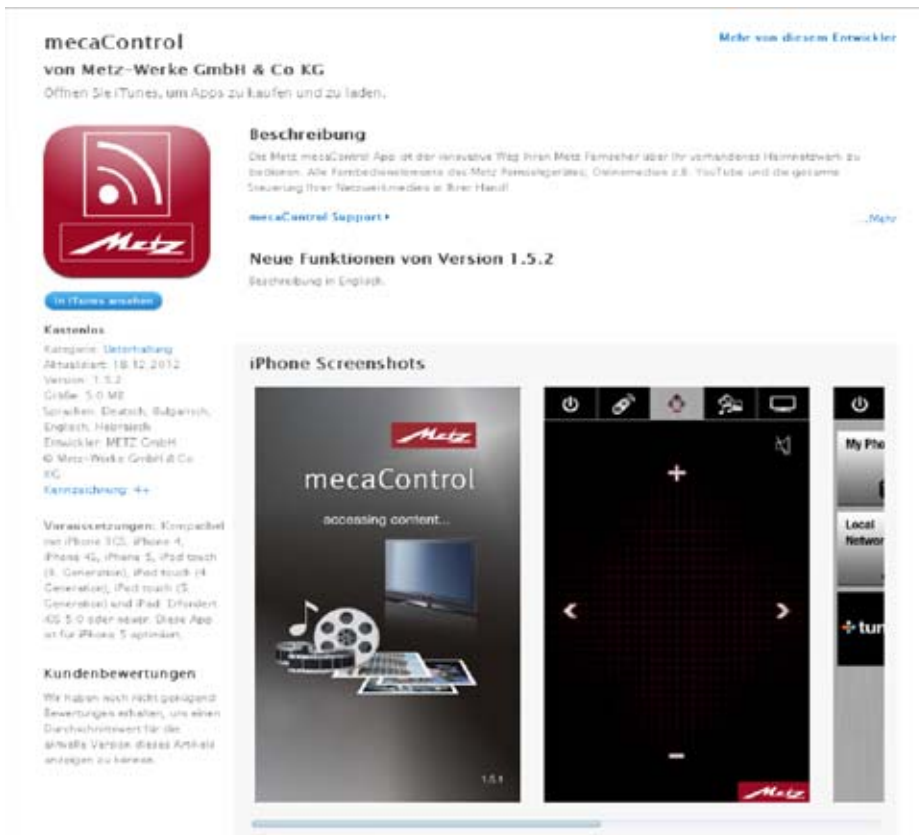 mecaControl
Mehr von diesem Entwickler
von Metz-Werke GmbH & Co KG
Öffnen Sie iTunes, um Apps zu kaufen und zu laden.
Metz
In iTunes ansehen
Kostenlos
Kategorie: Unterhaltung
Aktualisiert: 18.12.2012
Version: 1.5.2
Größe: 5.0 MB
Sprachen: Deutsch, Bulgarisch,
Englisch, Hebräisch
Entwickler: METZ GmbH
© Metz-Werke GmbH & Co
KG
Kennzeichnung: 4+
Voraussetzungen: Kompatibel
mit iPhone 3GS, iPhone 4,
iPhone 4S, iPhone 5, iPod touch
(3. Generation), iPod touch (4.
Generation), iPod touch (5.
Generation) und iPad. Erfordert
iOS 5.0 oder neuer. Diese App
ist für iPhone 5 optimiert.
Kundenbewertungen
Wir haben noch nicht genügend
Bewertungen erhalten, um einen
Durchschnittswert für die
aktuelle Version dieses Artikels
anzeigen zu können.
Beschreibung
Die Metz mecaControl App ist der innovative Weg Ihren Metz Fernseher über Ihr vorhandenes Heimnetzwerk zu
bedienen. Alle Fernbedienelemente des Metz Fernsehgerätes, Onlinemedien z.B. YouTube und die gesamte
Steuerung Ihrer Netzwerkmedien in Ihrer Hand!
mecaControl Support
...Mehr
Neue Funktionen von Version 1.5.2
Beschreibung in Englisch.
iPhone Screenshots
Metz
mecaControl
accessing content...
1.5.1
Metz
My Pho
Local
Networ
tun